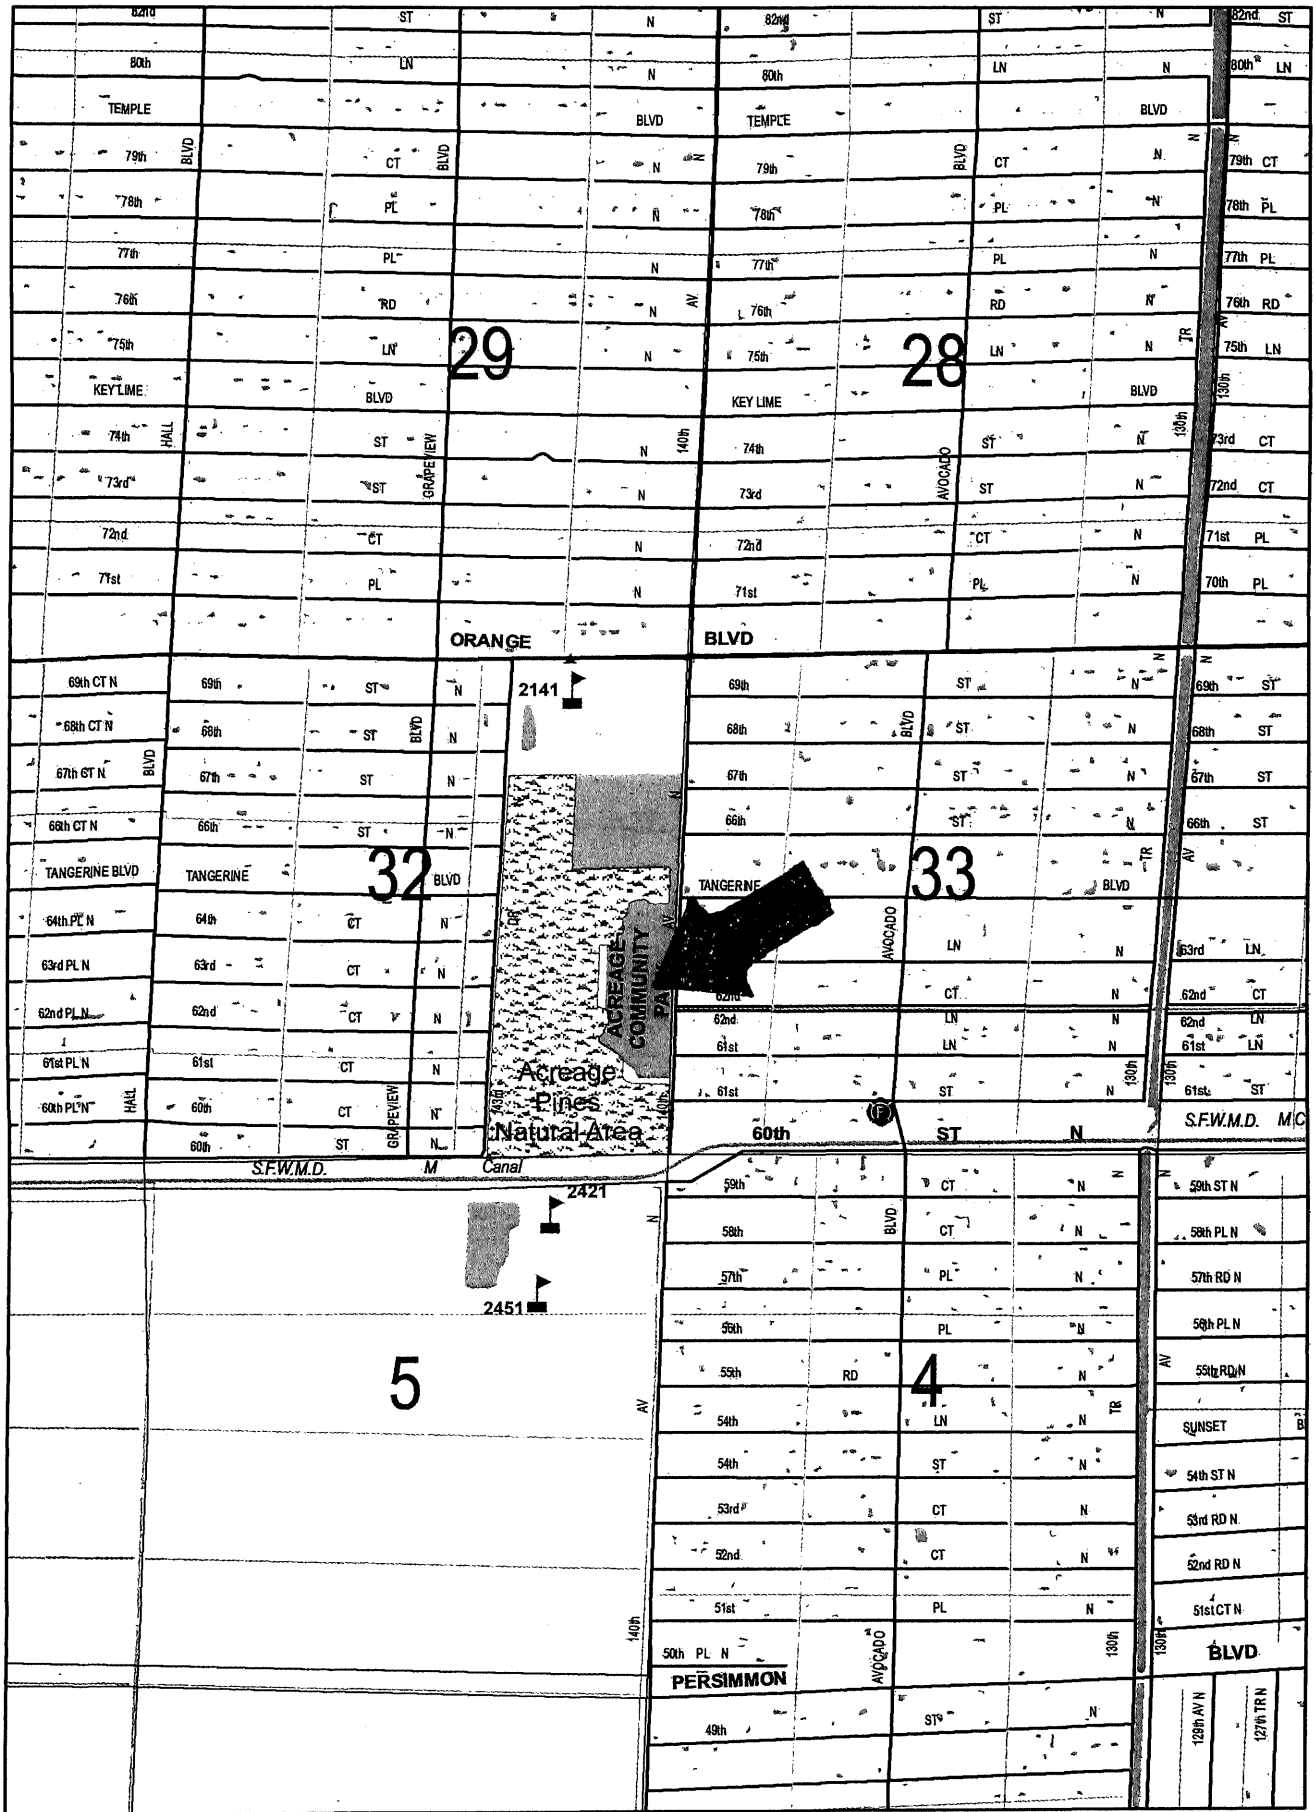 82nd ST N 82nd ST N 82nd ST
80th LN N 80th LN N 80th LN
TEMPLE BLVD TEMPLE BLVD
79th BLVD CT BLVD N N 79th BLVD CT N N N 79th CT
78th PL N 78th PL N 78th PL
77th PL N 77th PL N 77th PL
76th RD N AV 76th RD N 76th RD
75th LN N 75th LN N TR AV 75th LN
29 28
KEY LIME BLVD KEY LIME BLVD 130th
74th HALL ST GRAPEVIEW N 140th 74th AVOCADO ST N 130th 73rd CT
73rd ST N 73rd ST N 72nd CT
72nd CT N 72nd CT N 71st PL
71st PL N 71st PL N 70th PL
ORANGE BLVD
69th CT N 69th ST N 2141 69th ST N N N 69th ST
68th CT N 68th ST BLVD N 68th BLVD ST N 68th ST
67th CT N BLVD 67th ST N N 67th ST N 67th ST
66th CT N 66th ST N 66th ST N 66th ST
32 33
TANGERINE BLVD TANGERINE BLVD TANGERINE BLVD TR AV
64th PL N 64th CT N DR AV AVOCADO LN N 63rd LN
63rd PL N 63rd CT N
ACREAGE
COMMUNITY
62nd CT N 62nd CT
62nd PL N 62nd CT N 62nd LN N 62nd LN
61st LN N 61st LN
61st PL N 61st CT N 61st ST N 130th 130th 61st ST
Acreage
Pines
Natural Area
60th PL N HALL 60th CT GRAPEVIEW N 143rd 140th F
60th ST N
60th ST N S.F.W.M.D. M C
S.F.W.M.D. M Canal
2421
59th CT N N N 59th ST N
N 58th BLVD CT N 58th PL N
57th PL N 57th RD N
2451
56th PL N 56th PL N
5 4
55th RD N AV 55th RD N
AV 54th LN N TR SUNSET B
54th ST N 54th ST N
53rd CT N 53rd RD N
52nd CT N 52nd RD N
51st PL N 51st CT N
140th 50th PL N AVOCADO 130th 130th BLVD
PERSIMMON
49th ST N 129th AV N 127th TR N